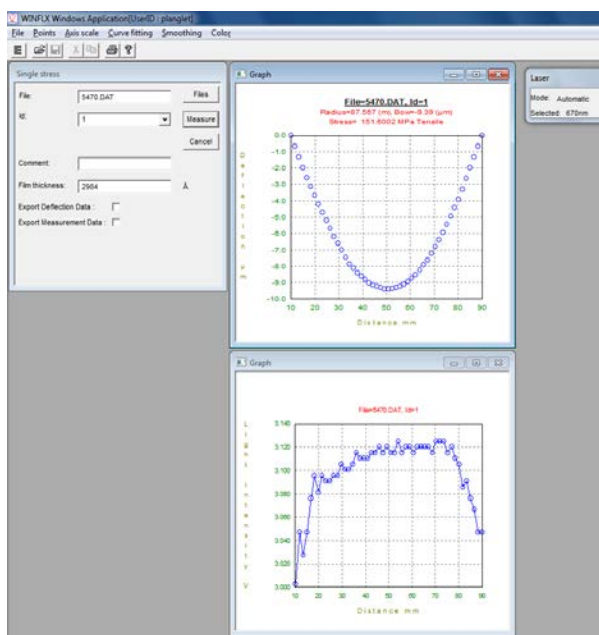 WINFLX Windows Application[UserID : planglet]
File Points Axis scale Curve fitting Smoothing Color
Single stress
File: 5470.DAT Files
Id: 1 Measure
Cancel
Comment:
Film thickness: 2984 Å
Export Deflection Data :
Export Measurement Data :
Graph
File=5470.DAT, Id=1
Radius=87.567 (m), Bow=-9.39 (µm)
Stress= 151.6002 MPa Tensile
Deflection µm
0.0
-1.0
-2.0
-3.0
-4.0
-5.0
-6.0
-7.0
-8.0
-9.0
-10.0
10 20 30 40 50 60 70 80 90
Distance mm
Laser
Mode: Automatic
Selected: 670nm
Graph
File=5470.DAT, Id=1
Light Intensity V
3.140
3.120
3.100
3.080
3.060
3.040
3.020
3.000
10 20 30 40 50 60 70 80 90
Distance mm